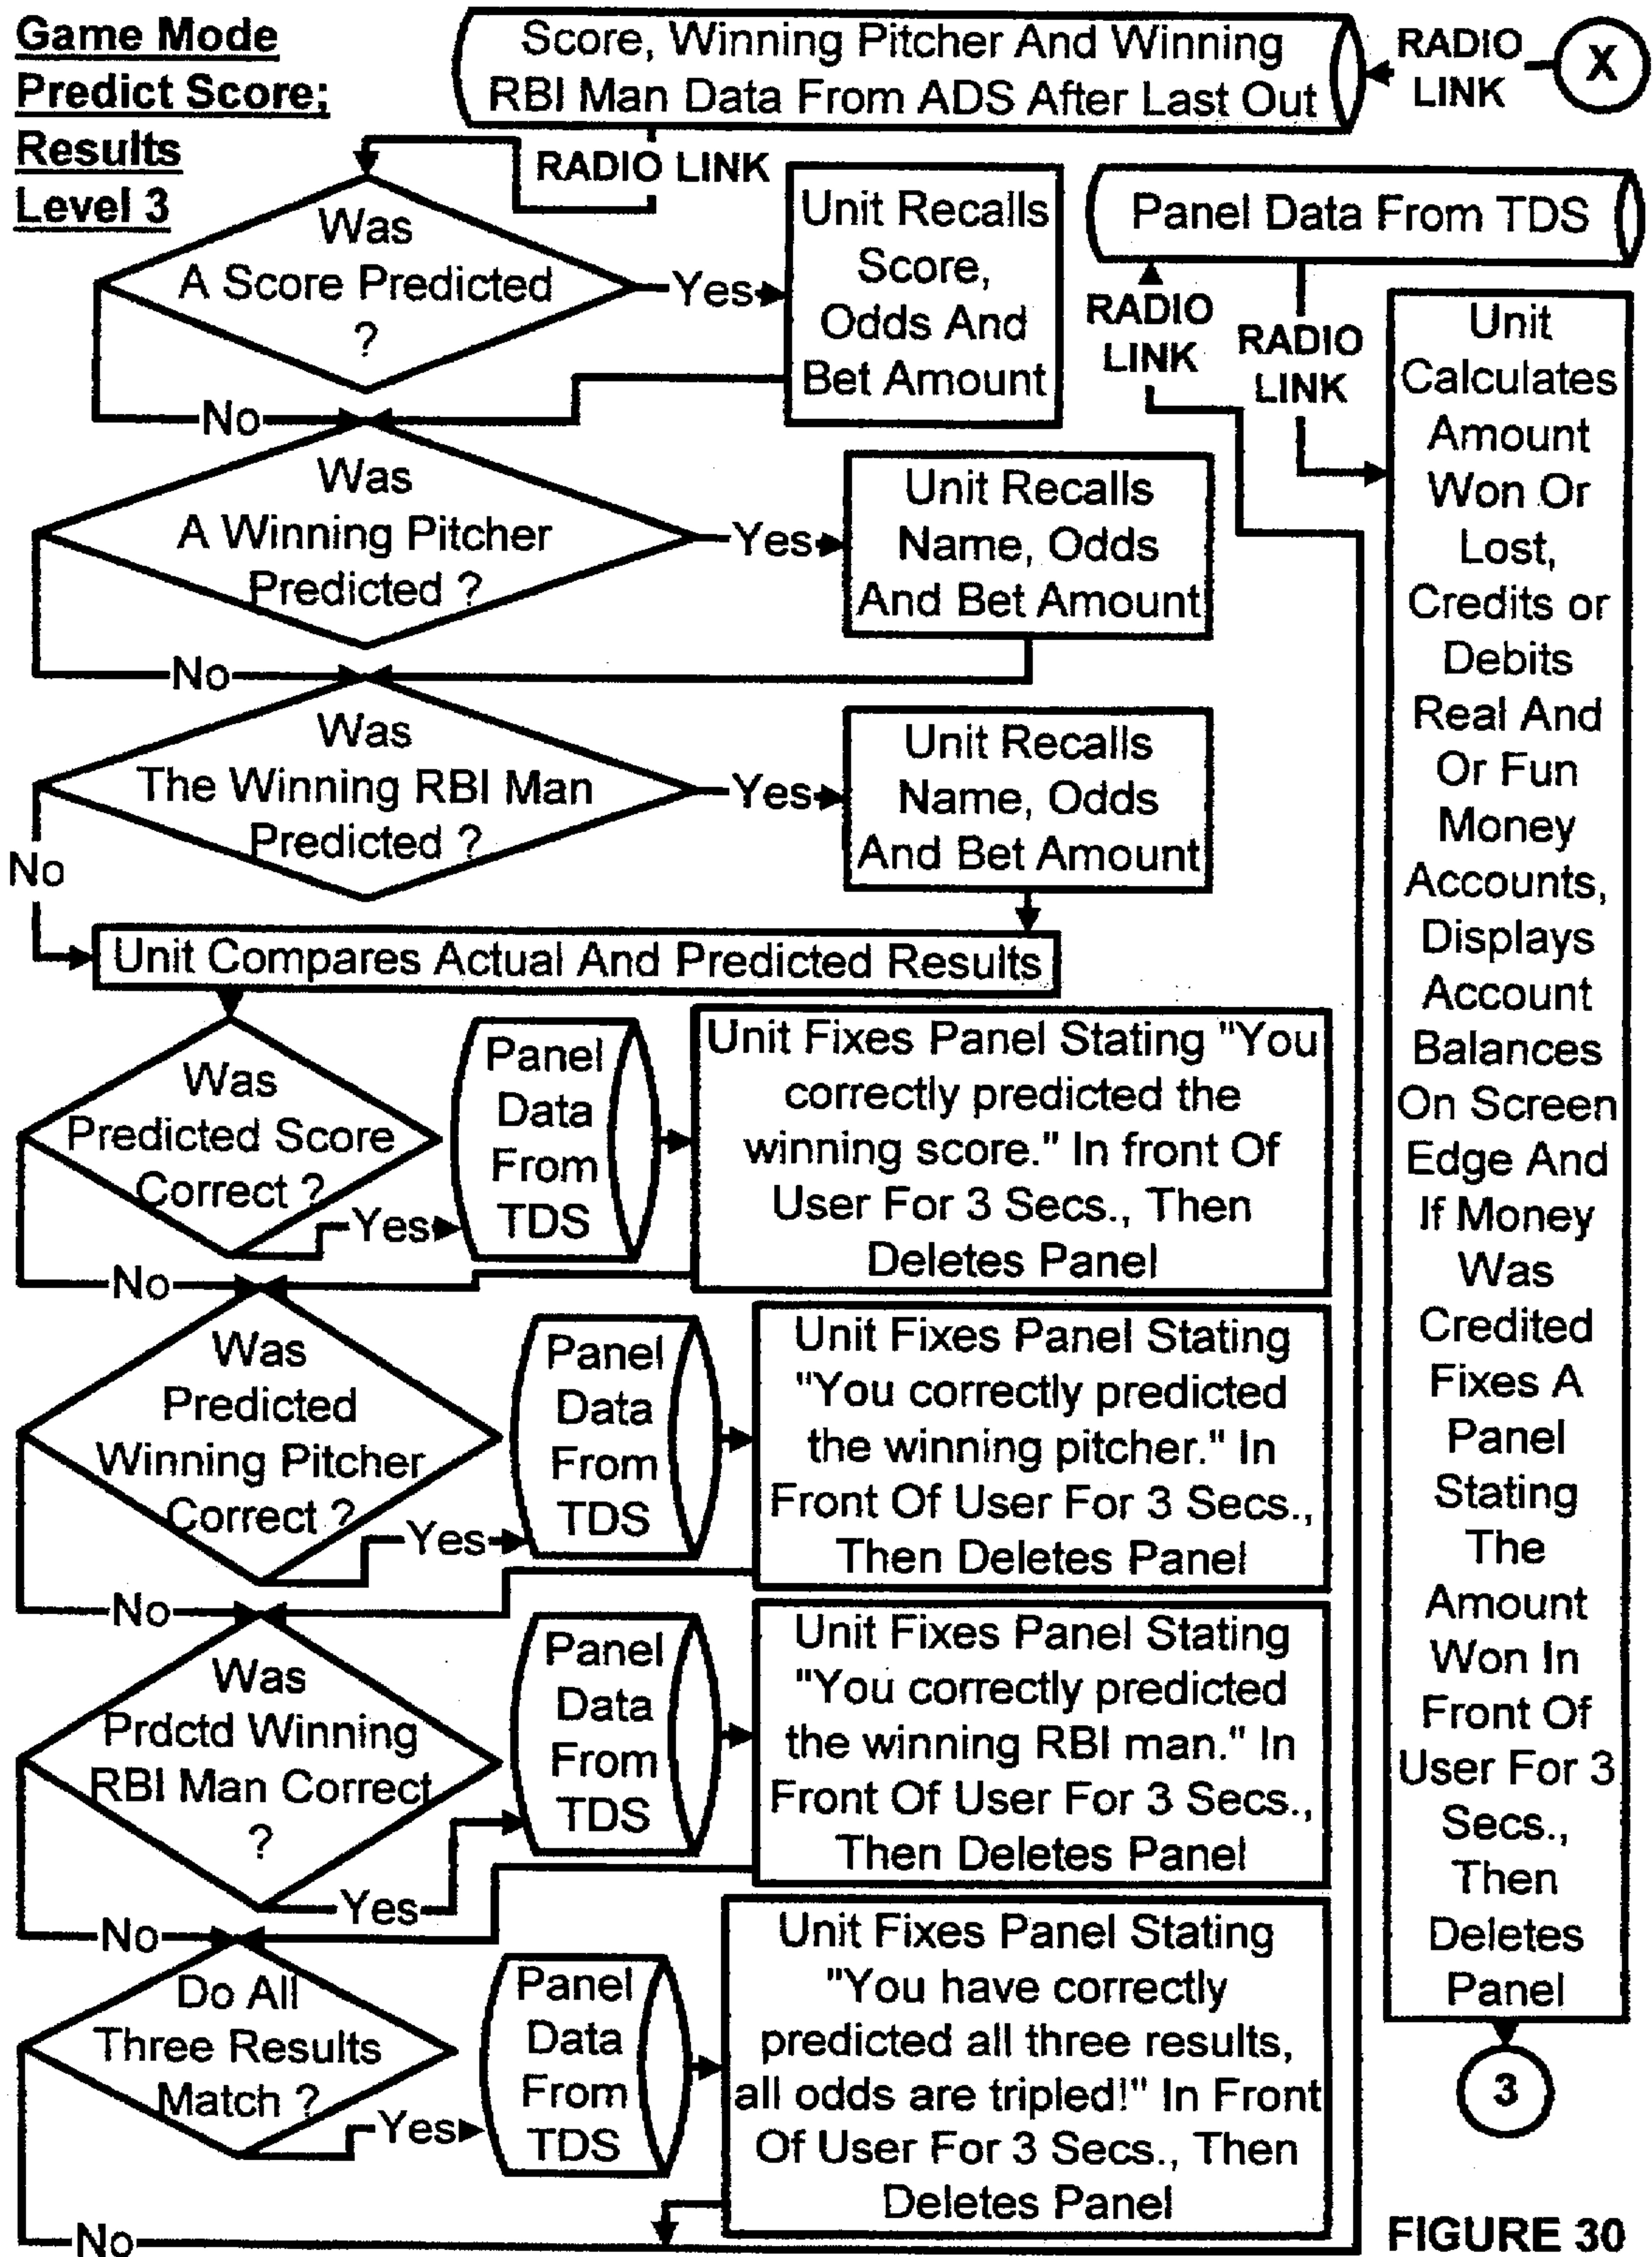 Game Mode
Predict Score;
Results
Level 3
Score, Winning Pitcher And Winning
RBI Man Data From ADS After Last Out
RADIO
LINK
X
RADIO LINK
Was
A Score Predicted
?
Yes
No
Unit Recalls
Score,
Odds And
Bet Amount
Panel Data From TDS
RADIO
LINK
RADIO
LINK
Was
A Winning Pitcher
Predicted ?
Yes
No
Unit Recalls
Name, Odds
And Bet Amount
Was
The Winning RBI Man
Predicted ?
Yes
No
Unit Recalls
Name, Odds
And Bet Amount
Unit Compares Actual And Predicted Results
Was
Predicted Score
Correct ?
Yes
No
Panel
Data
From
TDS
Unit Fixes Panel Stating "You
correctly predicted the
winning score." In front Of
User For 3 Secs., Then
Deletes Panel
Was
Predicted
Winning Pitcher
Correct ?
Yes
No
Panel
Data
From
TDS
Unit Fixes Panel Stating
"You correctly predicted
the winning pitcher." In
Front Of User For 3 Secs.,
Then Deletes Panel
Was
Prdctd Winning
RBI Man Correct
?
Yes
No
Panel
Data
From
TDS
Unit Fixes Panel Stating
"You correctly predicted
the winning RBI man." In
Front Of User For 3 Secs.,
Then Deletes Panel
Do All
Three Results
Match ?
Yes
No
Panel
Data
From
TDS
Unit Fixes Panel Stating
"You have correctly
predicted all three results,
all odds are tripled!" In Front
Of User For 3 Secs., Then
Deletes Panel
Unit
Calculates
Amount
Won Or
Lost,
Credits or
Debits
Real And
Or Fun
Money
Accounts,
Displays
Account
Balances
On Screen
Edge And
If Money
Was
Credited
Fixes A
Panel
Stating
The
Amount
Won In
Front Of
User For 3
Secs.,
Then
Deletes
Panel
3
FIGURE 30